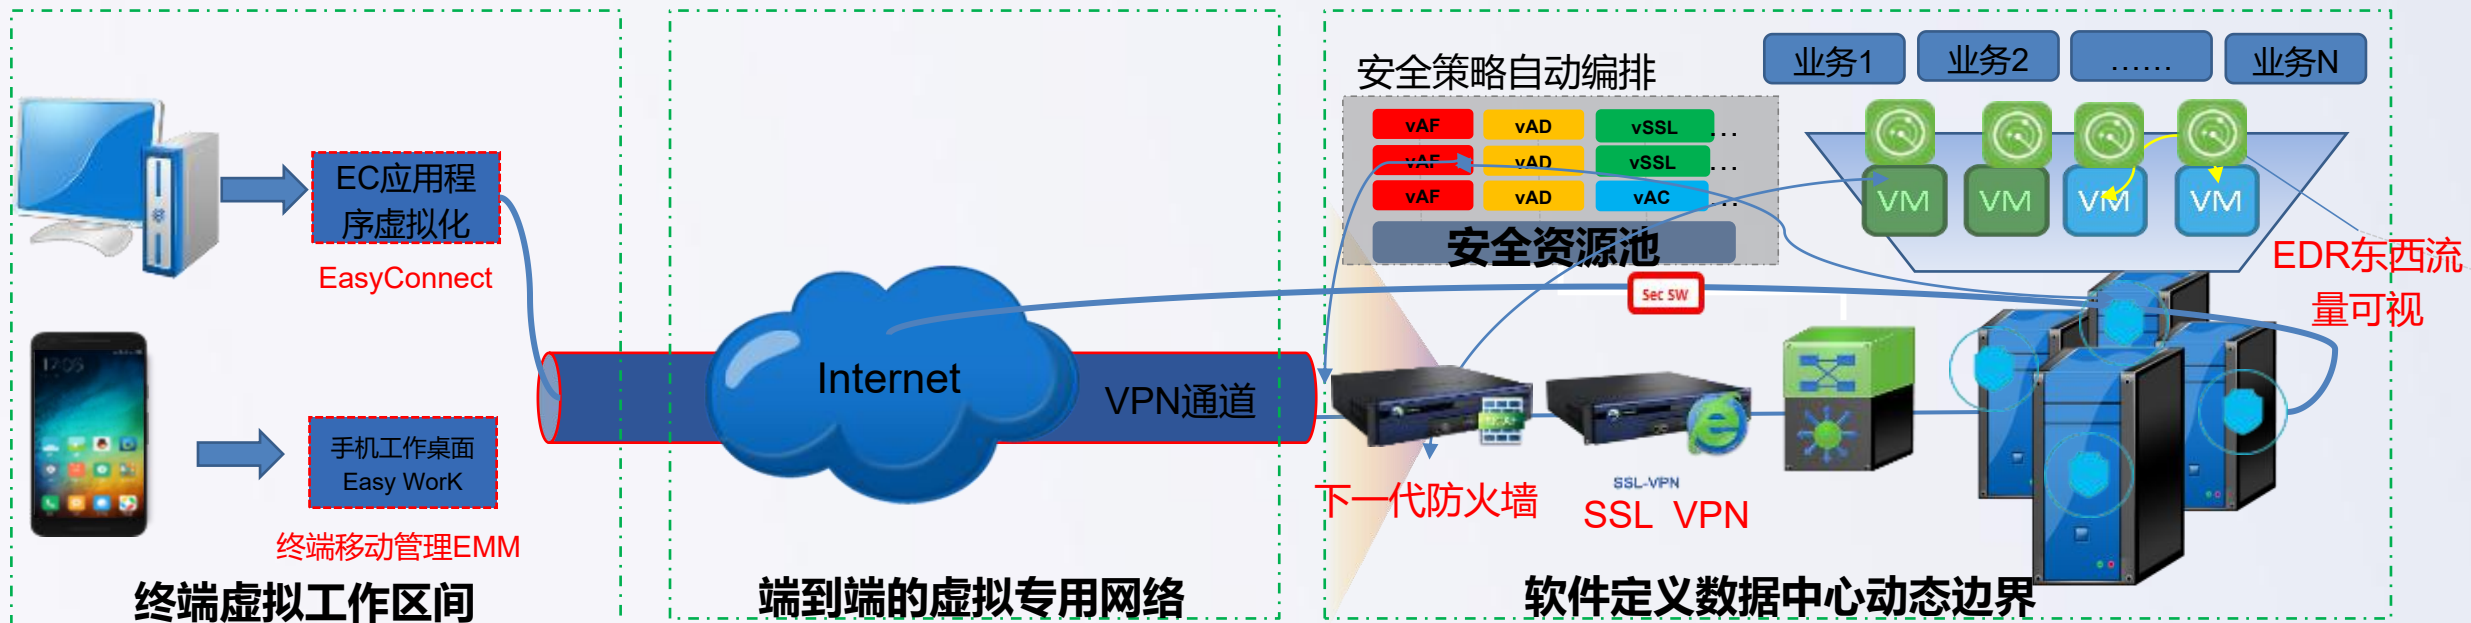 EC应用程
序虚拟化
EasyConnect
12:05
手机工作桌面
Easy WorK
终端移动管理EMM
终端虚拟工作区间
Internet
VPN通道
端到端的虚拟专用网络
安全策略自动编排
vAF vAD vSSL ...
vAF vAD vSSL ...
vAF vAD vAC ...
安全资源池
业务1 业务2 …… 业务N
VM VM VM VM
EDR东西流
量可视
Sec SW
下一代防火墙
SSL-VPN
SSL VPN
软件定义数据中心动态边界